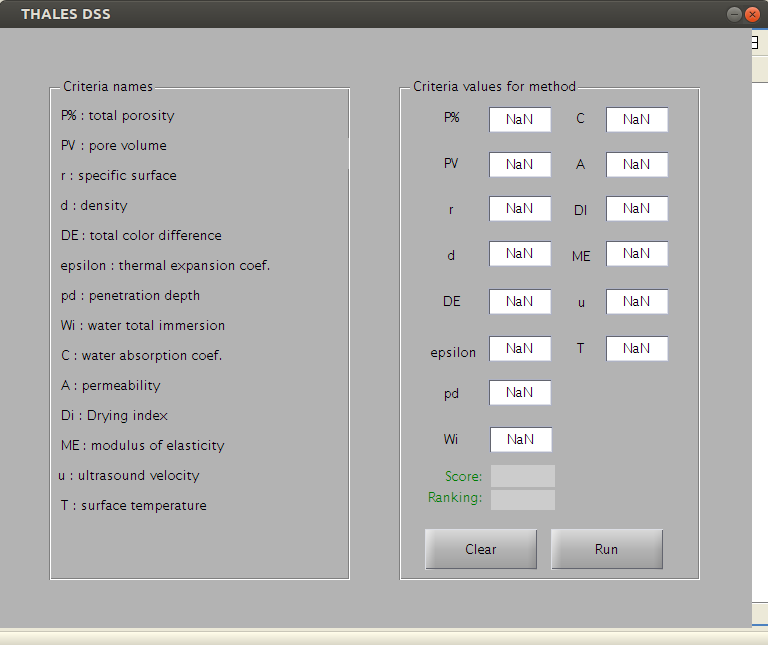 THALES DSS
Criteria names
P% : total porosity
PV : pore volume
r : specific surface
d : density
DE : total color difference
epsilon : thermal expansion coef.
pd : penetration depth
Wi : water total immersion
C : water absorption coef.
A : permeability
Di : Drying index
ME : modulus of elasticity
u : ultrasound velocity
T : surface temperature
Criteria values for method
P% NaN C NaN
PV NaN A NaN
r NaN DI NaN
d NaN ME NaN
DE NaN u NaN
epsilon NaN T NaN
pd NaN
Wi NaN
Score:
Ranking:
Clear Run